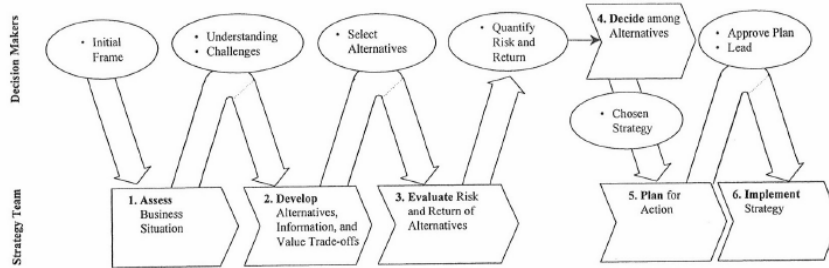 Decision Makers
• Initial
Frame
• Understanding
• Challenges
• Select
Alternatives
• Quantify
Risk and
Return
4. Decide among
Alternatives
• Approve Plan
• Lead
• Chosen
Strategy
Strategy Team
1. Assess
Business
Situation
2. Develop
Alternatives,
Information, and
Value Trade-offs
3. Evaluate Risk
and Return of
Alternatives
5. Plan for
Action
6. Implement
Strategy